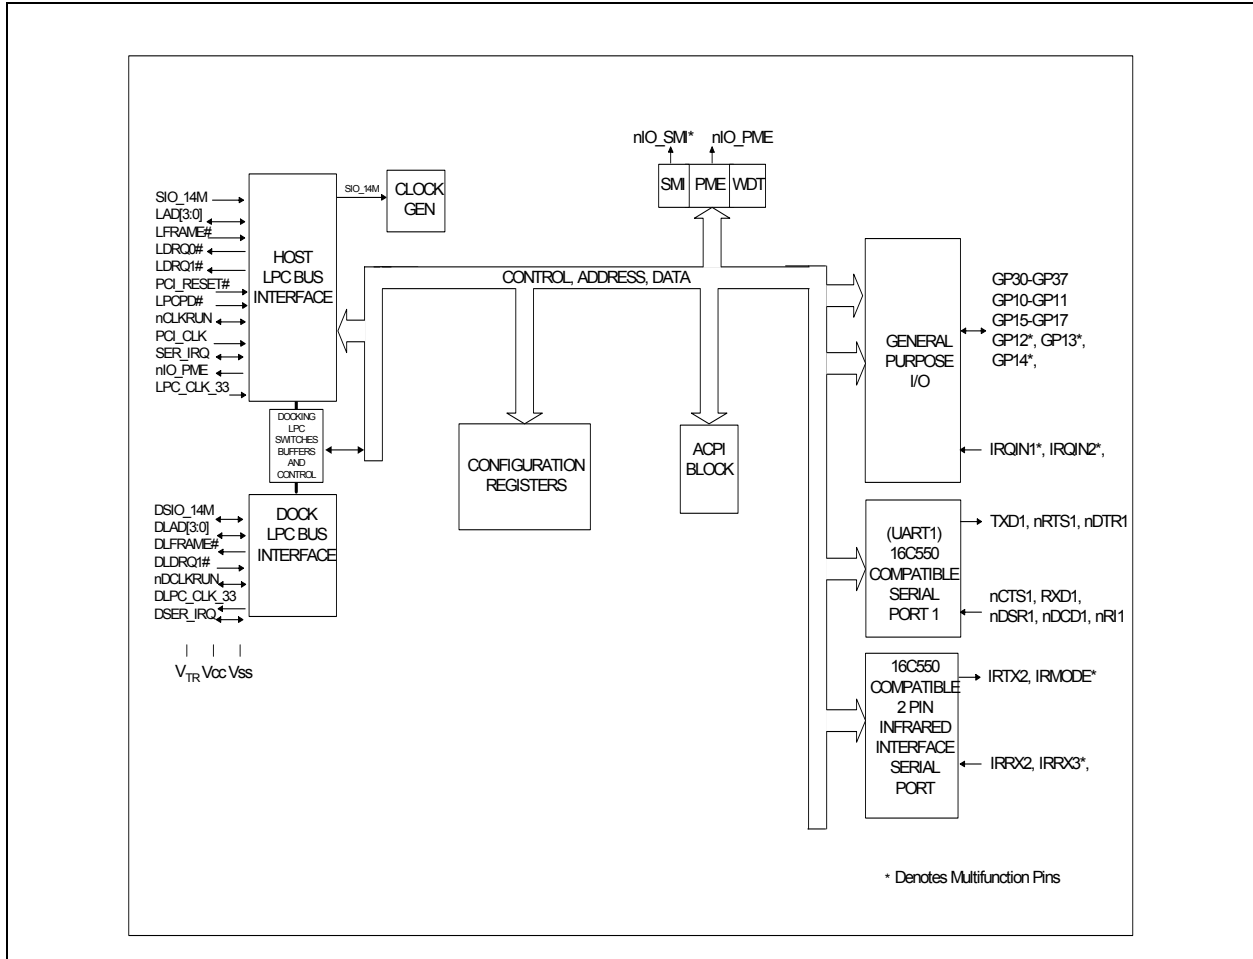 nIO_SMI*
nIO_PME
SMI
PME
WDT
SIO_14M
LAD[3:0]
LFRAME#
LDRQ0#
LDRQ1#
PCI_RESET#
LPCPD#
nCLKRUN
PCI_CLK
SER_IRQ
nIO_PME
LPC_CLK_33
HOST
LPC BUS
INTERFACE
SIO_14M
CLOCK
GEN
CONTROL, ADDRESS, DATA
DOCKING
LPC
SWITCHES
BUFFERS
AND
CONTROL
DSIO_14M
DLAD[3:0]
DLFRAME#
DLDRQ1#
nDCLKRUN
DLPC_CLK_33
DSER_IRQ
DOCK
LPC BUS
INTERFACE
VTR Vcc Vss
CONFIGURATION
REGISTERS
ACPI
BLOCK
GENERAL
PURPOSE
I/O
GP30-GP37
GP10-GP11
GP15-GP17
GP12*, GP13*,
GP14*,
IRQIN1*, IRQIN2*,
(UART1)
16C550
COMPATIBLE
SERIAL
PORT 1
TXD1, nRTS1, nDTR1
nCTS1, RXD1,
nDSR1, nDCD1, nRI1
16C550
COMPATIBLE
2 PIN
INFRARED
INTERFACE
SERIAL
PORT
IRTX2, IRMODE*
IRRX2, IRRX3*,
* Denotes Multifunction Pins